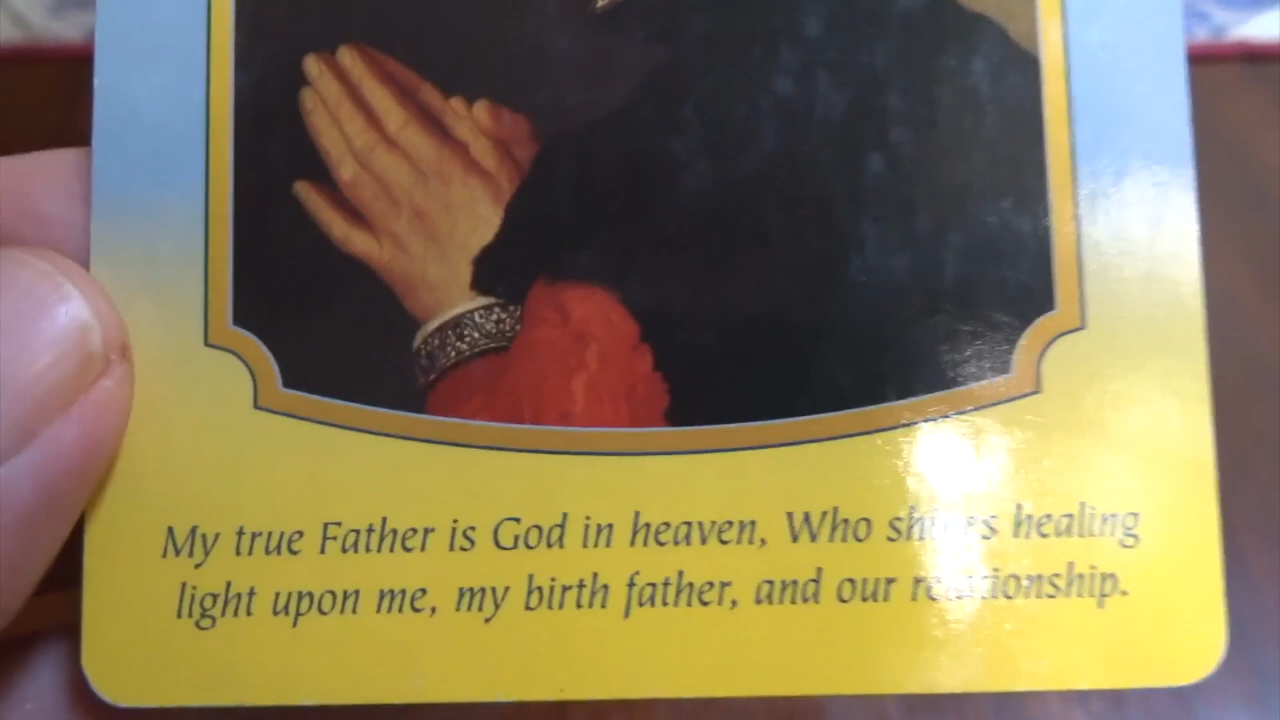 My true Father is God in heaven, Who shines healing
light upon me, my birth father, and our relationship.